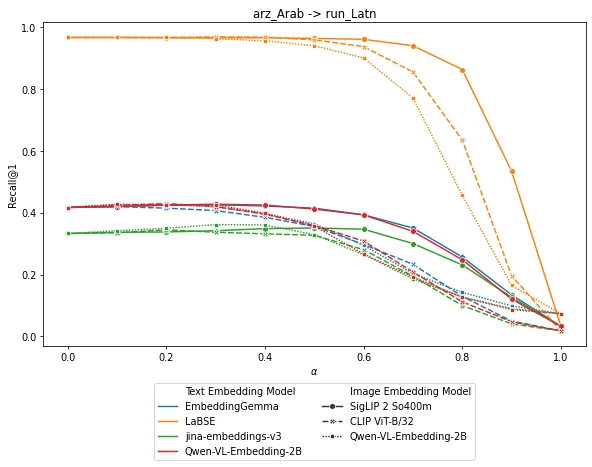 arz_Arab -> run_Latn
Recall@1
1.0
0.8
0.6
0.4
0.2
0.0
0.0 0.2 0.4 0.6 0.8 1.0
α
Text Embedding Model
EmbeddingGemma
LaBSE
jina-embeddings-v3
Qwen-VL-Embedding-2B
Image Embedding Model
SigLIP 2 So400m
CLIP ViT-B/32
Qwen-VL-Embedding-2B